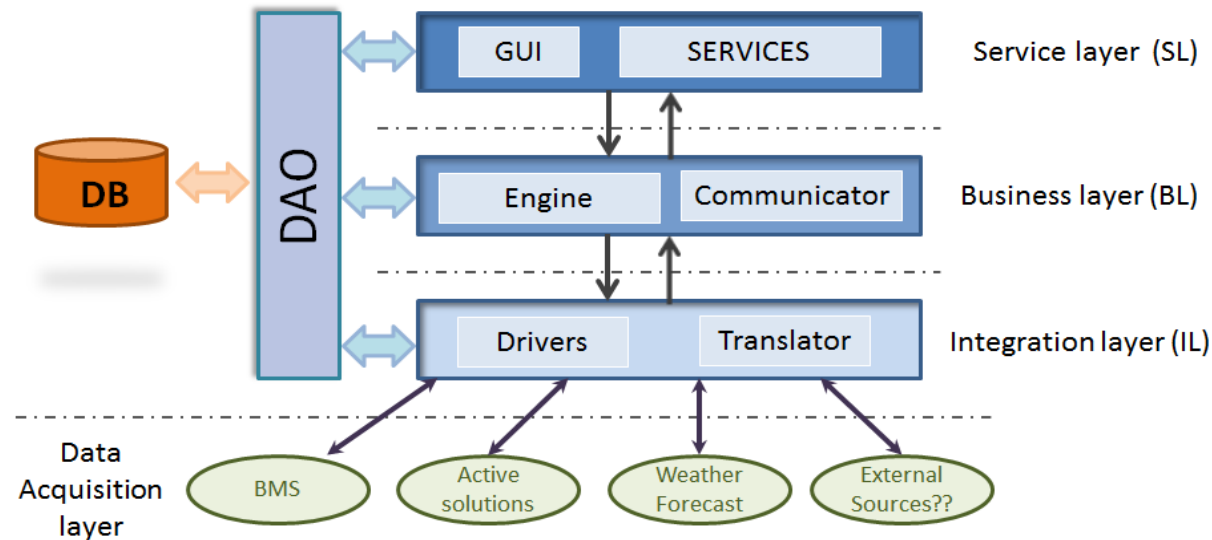 GUI
SERVICES
Service layer (SL)
DB
DAO
Engine
Communicator
Business layer (BL)
Drivers
Translator
Integration layer (IL)
Data
Acquisition
layer
BMS
Active
solutions
Weather
Forecast
External
Sources??